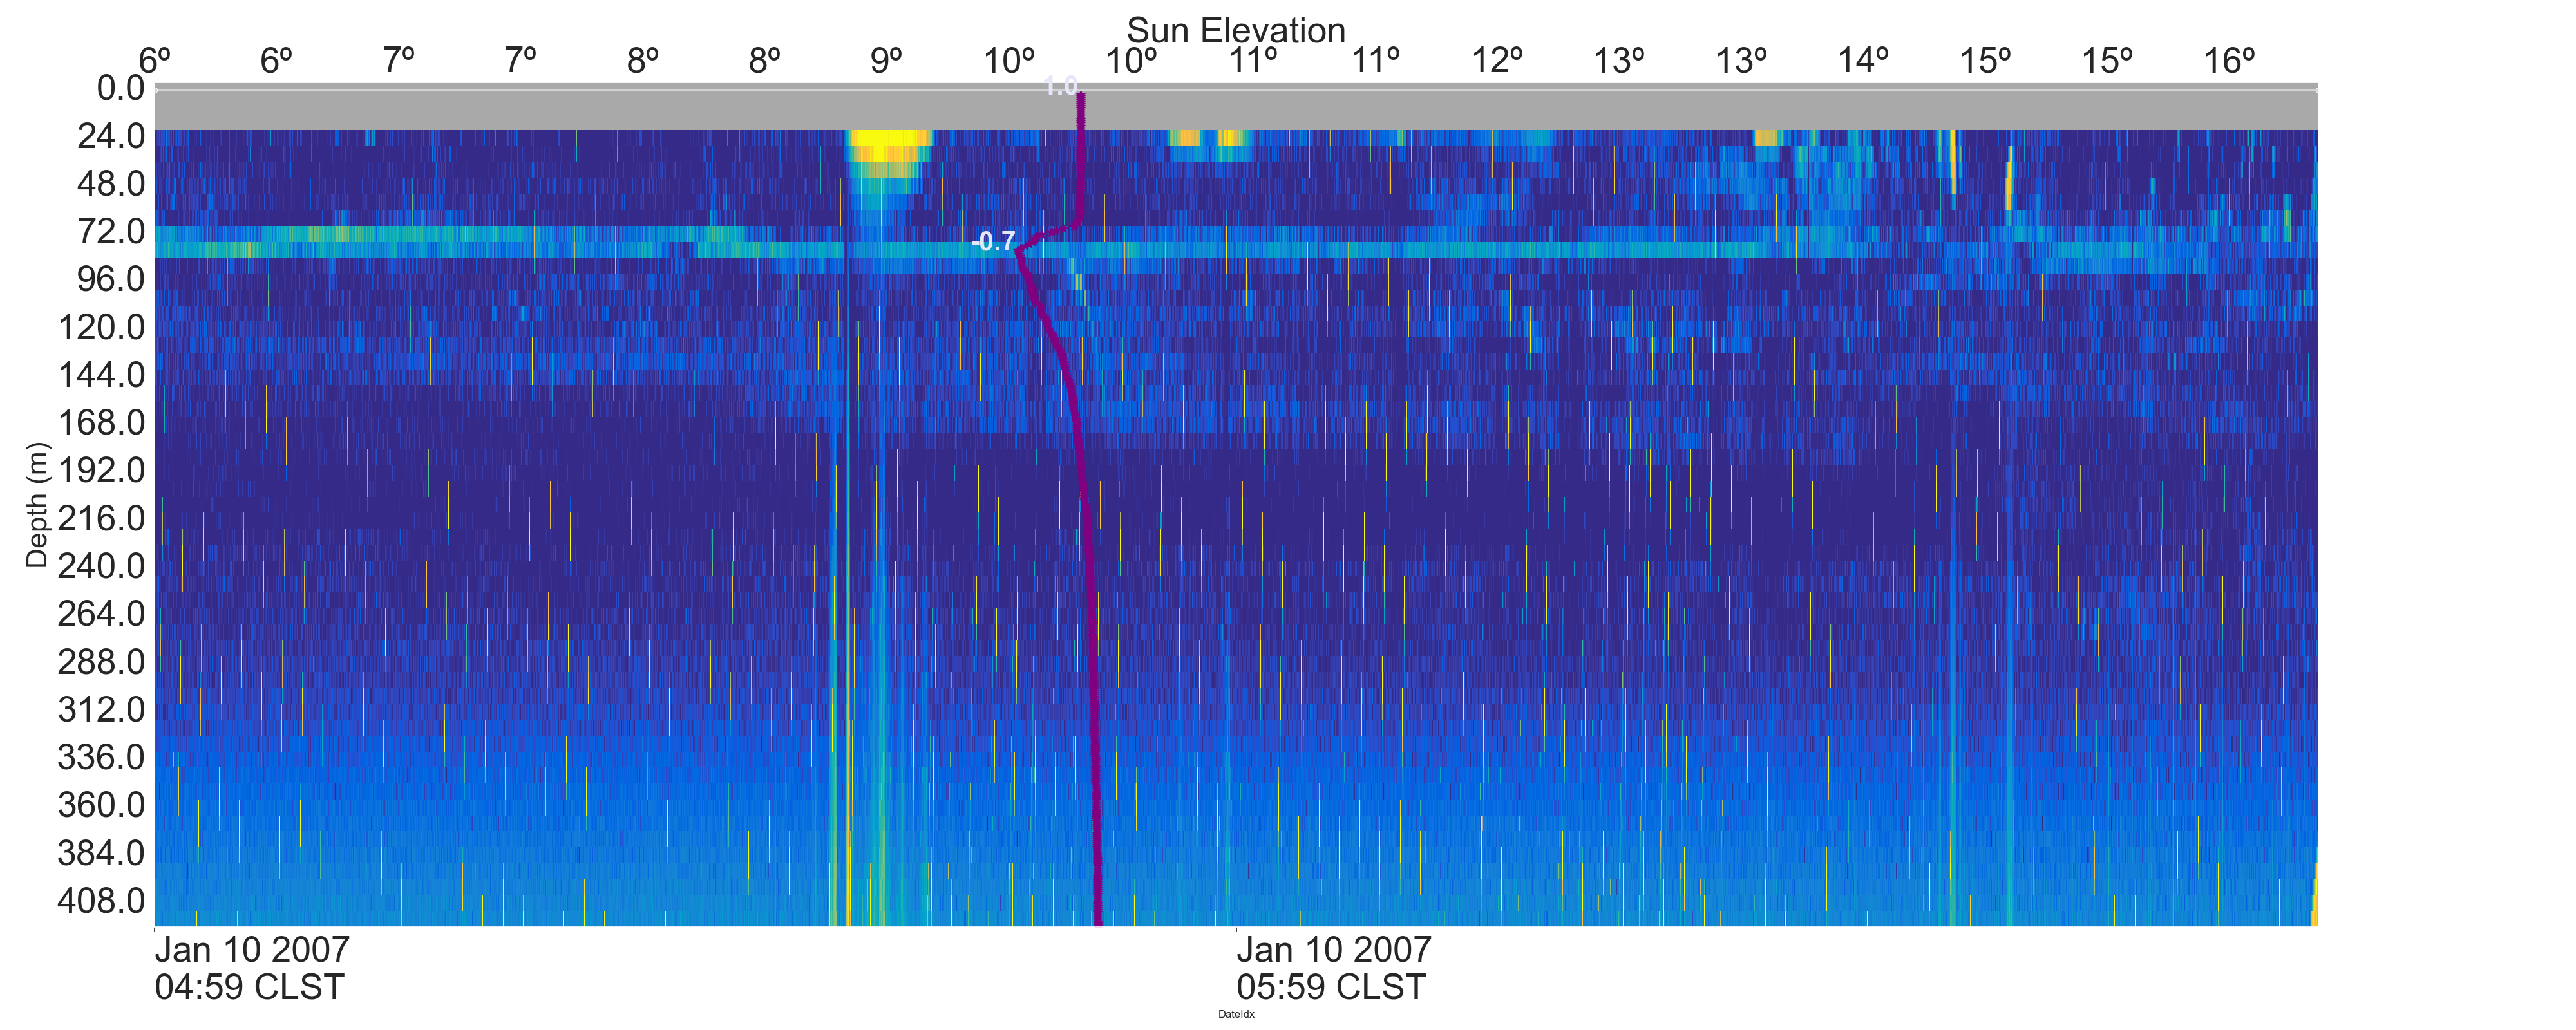 Sun Elevation
6º 6º 7º 7º 8º 8º 9º 10º 10º 11º 11º 12º 13º 13º 14º 15º 15º 16º
1.0
0.0
24.0
48.0
72.0
-0.7
96.0
120.0
144.0
168.0
192.0
216.0
240.0
264.0
288.0
312.0
336.0
360.0
384.0
408.0
Depth (m)
Jan 10 2007
04:59 CLST
Jan 10 2007
05:59 CLST
DateIdx